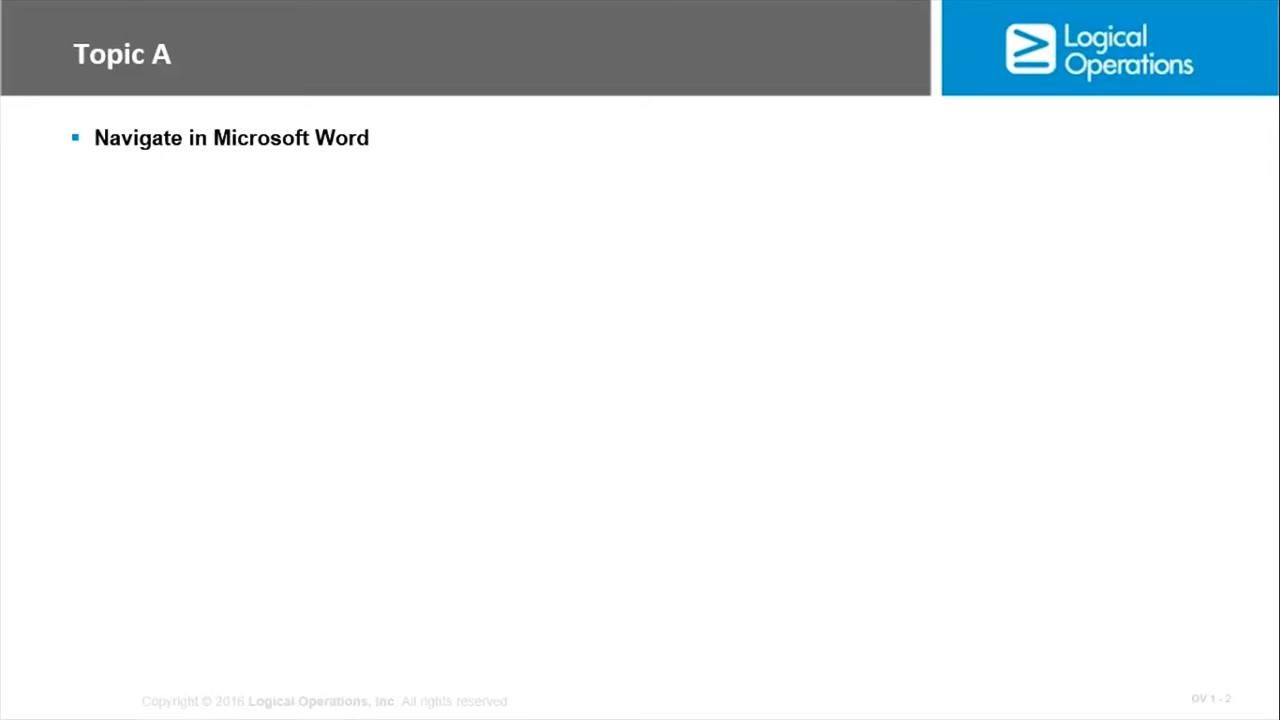 Topic A
Logical
Operations
Navigate in Microsoft Word
Copyright © 2016 Logical Operations, Inc. All rights reserved
OV 1 - 2